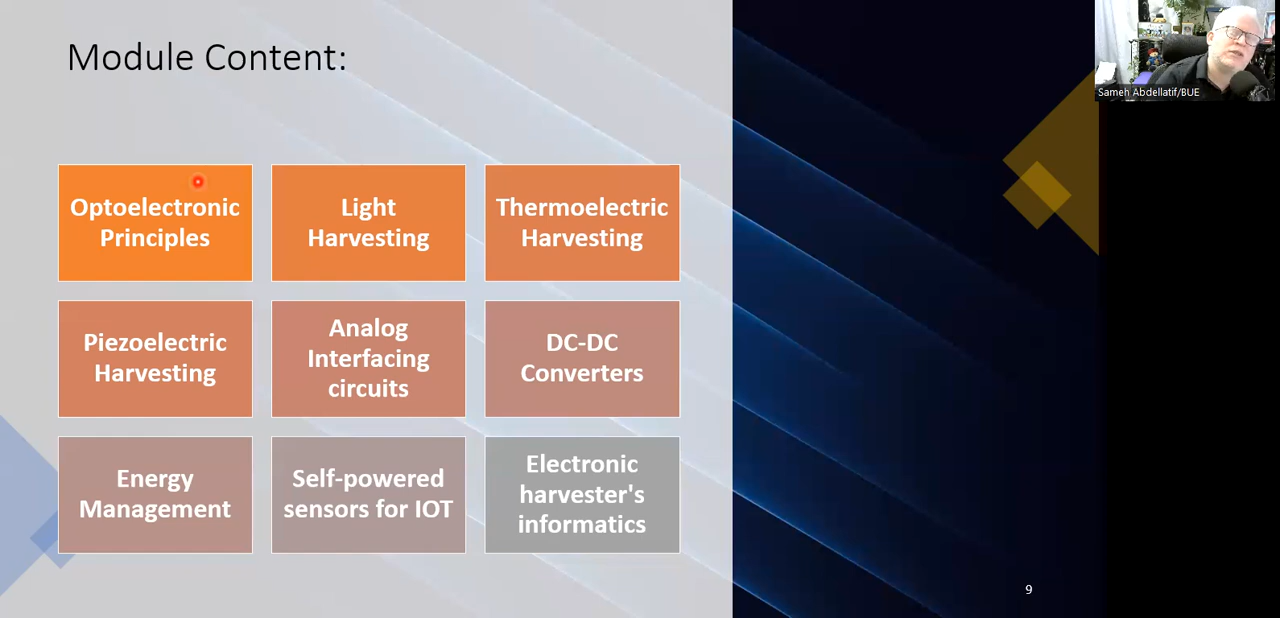 Module Content:
Sameh Abdellatif/BUE
Optoelectronic
Principles
Light
Harvesting
Thermoelectric
Harvesting
Piezoelectric
Harvesting
Analog
Interfacing
circuits
DC-DC
Converters
Energy
Management
Self-powered
sensors for IOT
Electronic
harvester's
informatics
9